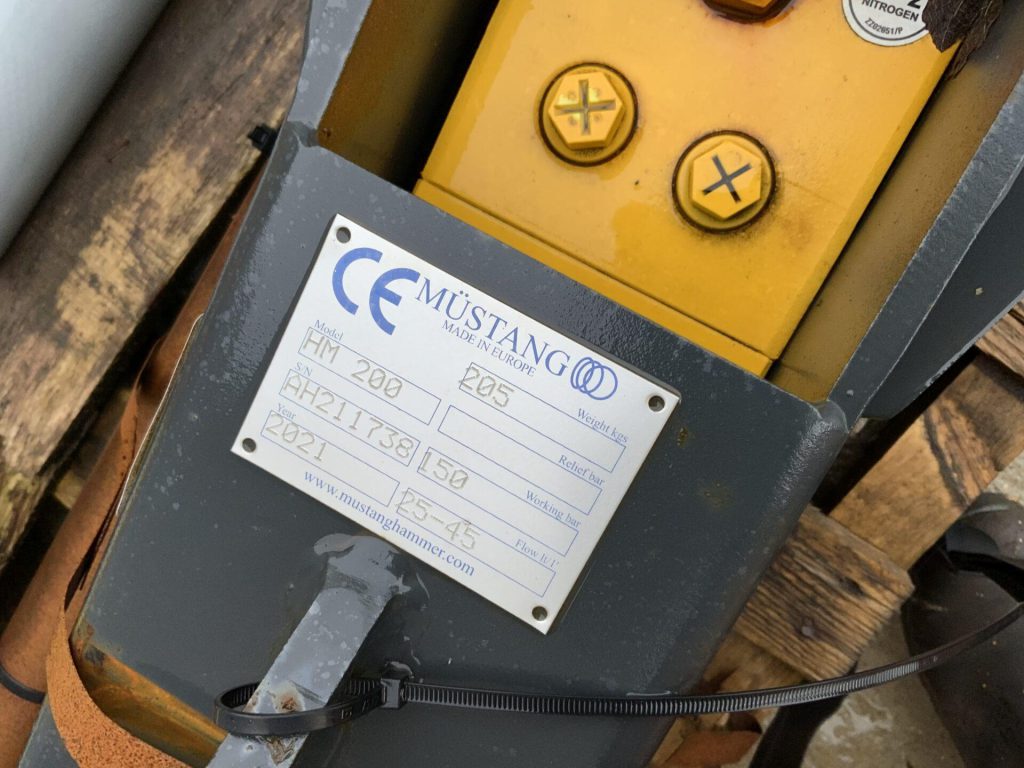 NITROGEN
CE MÜSTANG
MADE IN EUROPE
Model
HM 200
205
Weight kgs
S/N
AH211738
Relief bar
Year
2021
150
Working bar
25-45
Flow lt/1'
www.mustanghammer.com